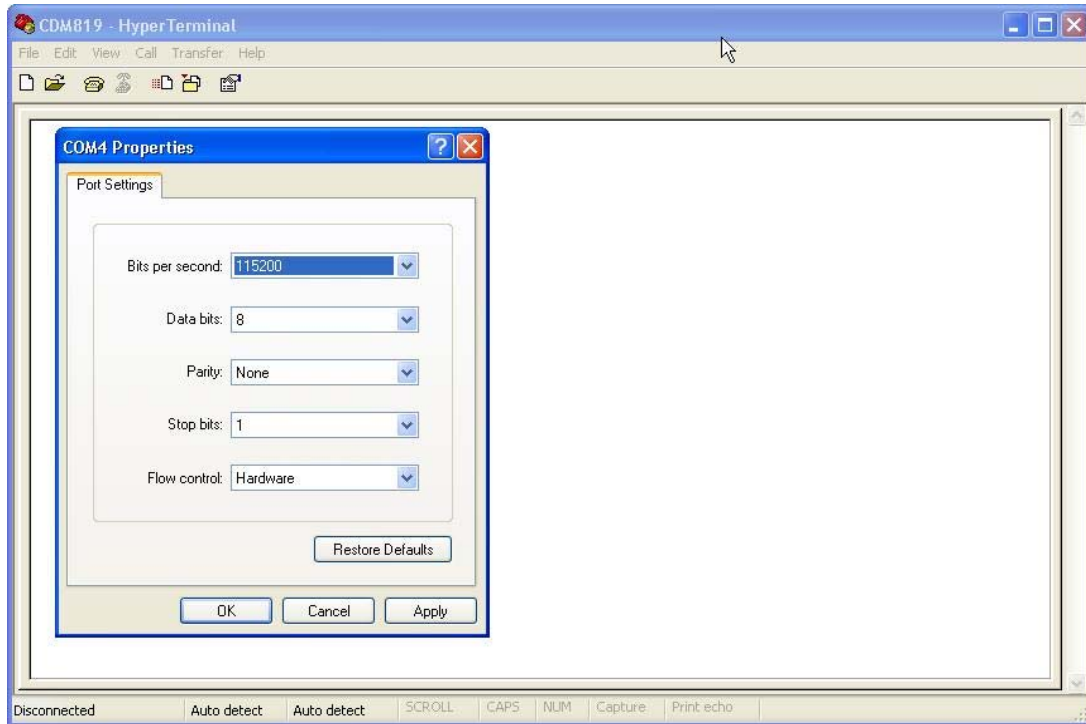 CDM819 - HyperTerminal
File Edit View Call Transfer Help
COM4 Properties
Port Settings
Bits per second: 115200
Data bits: 8
Parity: None
Stop bits: 1
Flow control: Hardware
Restore Defaults
OK Cancel Apply
Disconnected Auto detect Auto detect SCROLL CAPS NUM Capture Print echo